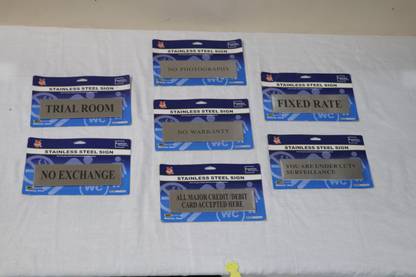 STAINLESS STEEL SIGN
NO PHOTOGRAPHY
STAINLESS STEEL SIGN
TRIAL ROOM
STAINLESS STEEL SIGN
FIXED RATE
STAINLESS STEEL SIGN
NO WARRANTY
STAINLESS STEEL SIGN
NO EXCHANGE
WC
STAINLESS STEEL SIGN
YOU ARE UNDER CCTV
SURVEILLANCE
STAINLESS STEEL SIGN
ALL MAJOR CREDIT /DEBIT
CARD ACCEPTED HERE
WC